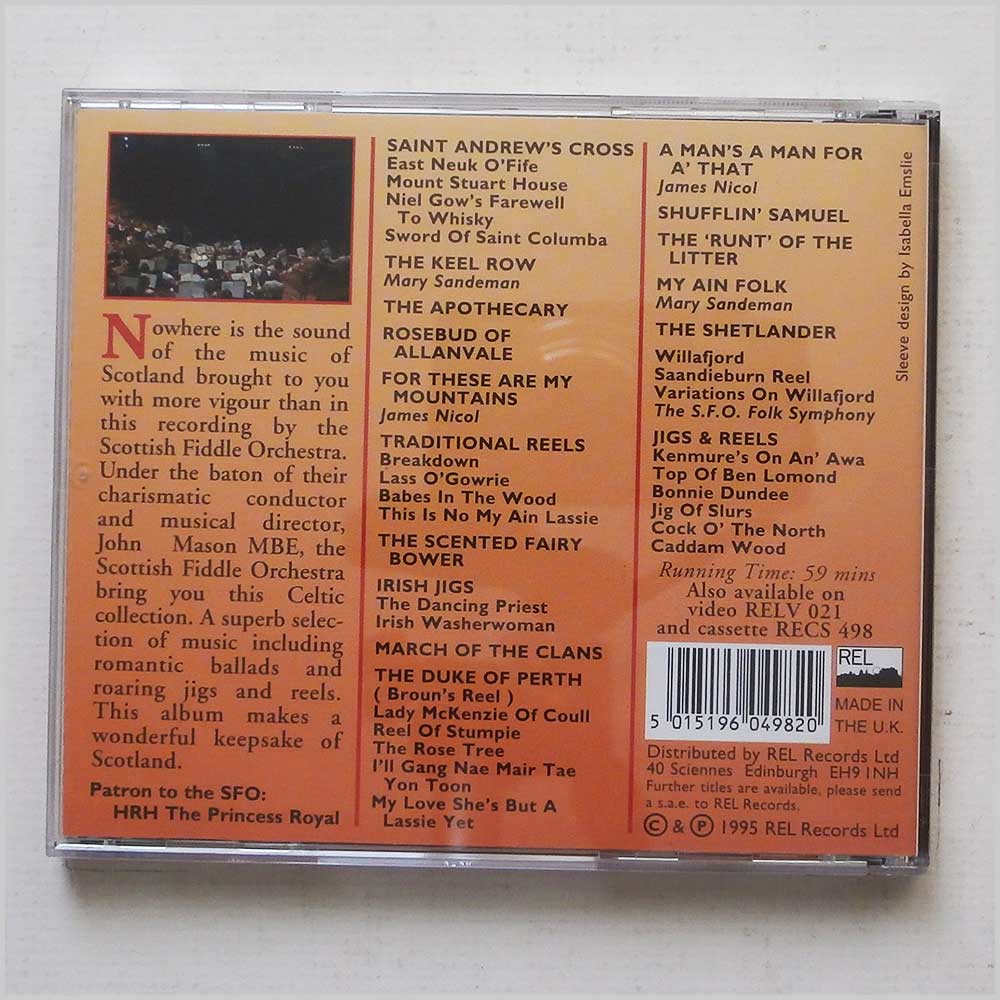 Nowhere is the sound
of the music of
Scotland brought to you
with more vigour than in
this recording by the
Scottish Fiddle Orchestra.
Under the baton of their
charismatic conductor
and musical director,
John Mason MBE, the
Scottish Fiddle Orchestra
bring you this Celtic
collection. A superb selec-
tion of music including
romantic ballads and
roaring jigs and reels.
This album makes a
wonderful keepsake of
Scotland.
Patron to the SFO:
HRH The Princess Royal
SAINT ANDREW'S CROSS
East Neuk O'Fife
Mount Stuart House
Niel Gow's Farewell
To Whisky
Sword Of Saint Columba
THE KEEL ROW
Mary Sandeman
THE APOTHECARY
ROSEBUD OF
ALLANVALE
FOR THESE ARE MY
MOUNTAINS
James Nicol
TRADITIONAL REELS
Breakdown
Lass O'Gowrie
Babes In The Wood
This Is No My Ain Lassie
THE SCENTED FAIRY
BOWER
IRISH JIGS
The Dancing Priest
Irish Washerwoman
MARCH OF THE CLANS
THE DUKE OF PERTH
( Broun's Reel )
Lady McKenzie Of Coull
Reel Of Stumpie
The Rose Tree
I'll Gang Nae Mair Tae
Yon Toon
My Love She's But A
Lassie Yet
A MAN'S A MAN FOR
A' THAT
James Nicol
SHUFFLIN' SAMUEL
THE 'RUNT' OF THE
LITTER
MY AIN FOLK
Mary Sandeman
THE SHETLANDER
Willafjord
Saandieburn Reel
Variations On Willafjord
The S.F.O. Folk Symphony
JIGS & REELS
Kenmure's On An' Awa
Top Of Ben Lomond
Bonnie Dundee
Jig Of Slurs
Cock O' The North
Caddam Wood
Running Time: 59 mins
Also available on
video RELV 021
and cassette RECS 498
5 015196 049820
REL
MADE IN
THE U.K.
Distributed by REL Records Ltd
40 Sciennes Edinburgh EH9 1NH
Further titles are available, please send
a s.a.e. to REL Records.
© & ℗ 1995 REL Records Ltd
Sleeve design by Isabella Emslie